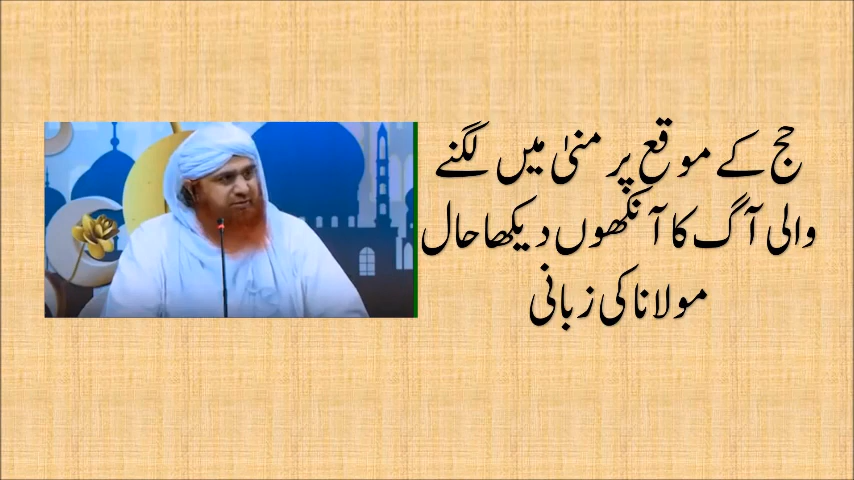 حج کے موقع پر منیٰ میں لگنے
والی آگ کا آنکھوں دیکھا حال
مولانا کی زبانی